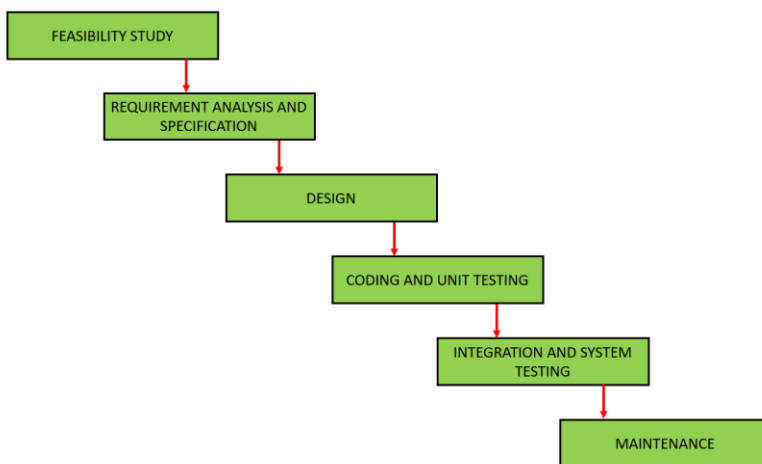 FEASIBILITY STUDY
REQUIREMENT ANALYSIS AND
SPECIFICATION
DESIGN
CODING AND UNIT TESTING
INTEGRATION AND SYSTEM
TESTING
MAINTENANCE